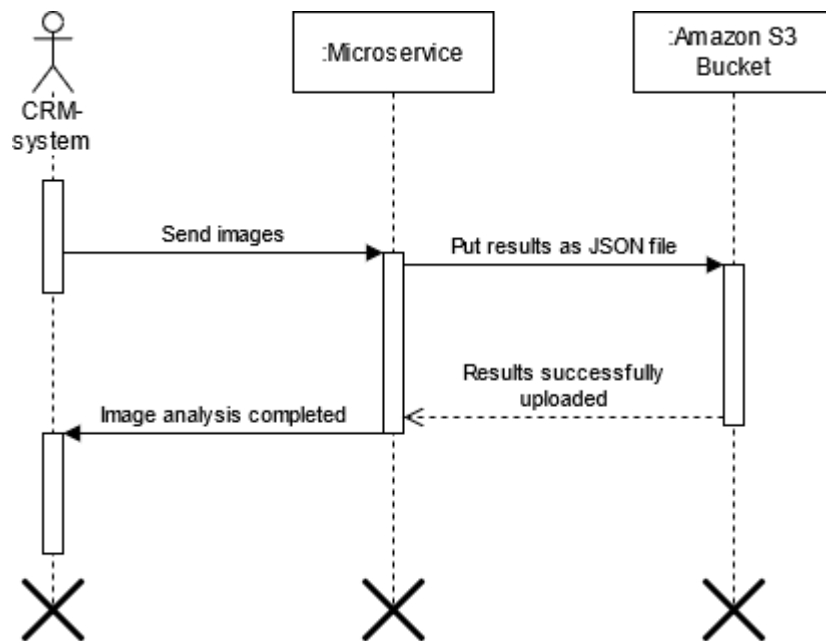 :Microservice
:Amazon S3
Bucket
CRM-
system
Send images
Put results as JSON file
Results successfully
uploaded
Image analysis completed